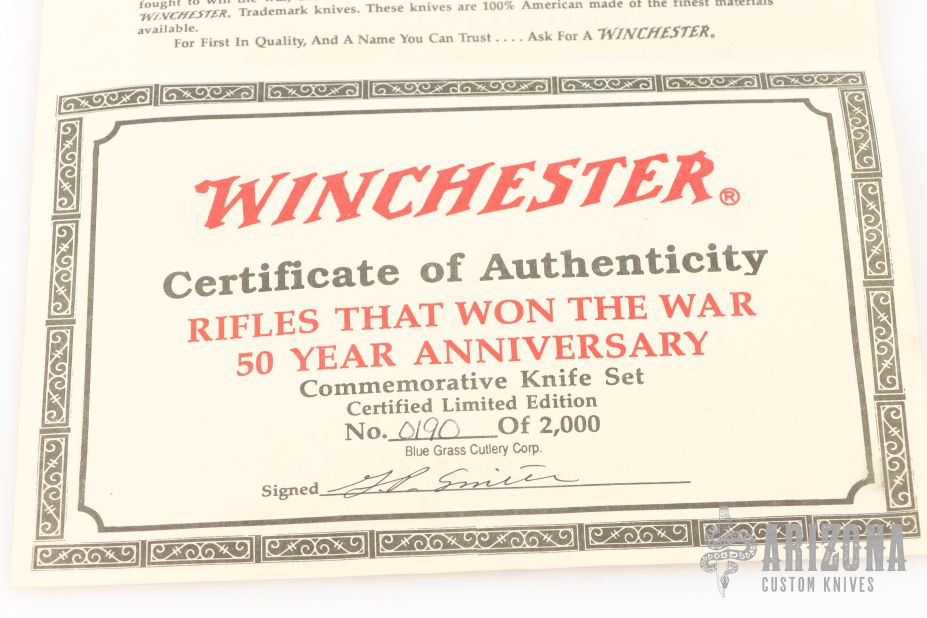 WINCHESTER® Trademark knives. These knives are 100% American made of the finest materials
available.
For First In Quality, And A Name You Can Trust .... Ask For A WINCHESTER®
WINCHESTER®
Certificate of Authenticity
RIFLES THAT WON THE WAR
50 YEAR ANNIVERSARY
Commemorative Knife Set
Certified Limited Edition
No. 0190 Of 2,000
Blue Grass Cutlery Corp.
Signed
ARIZONA
CUSTOM KNIVES